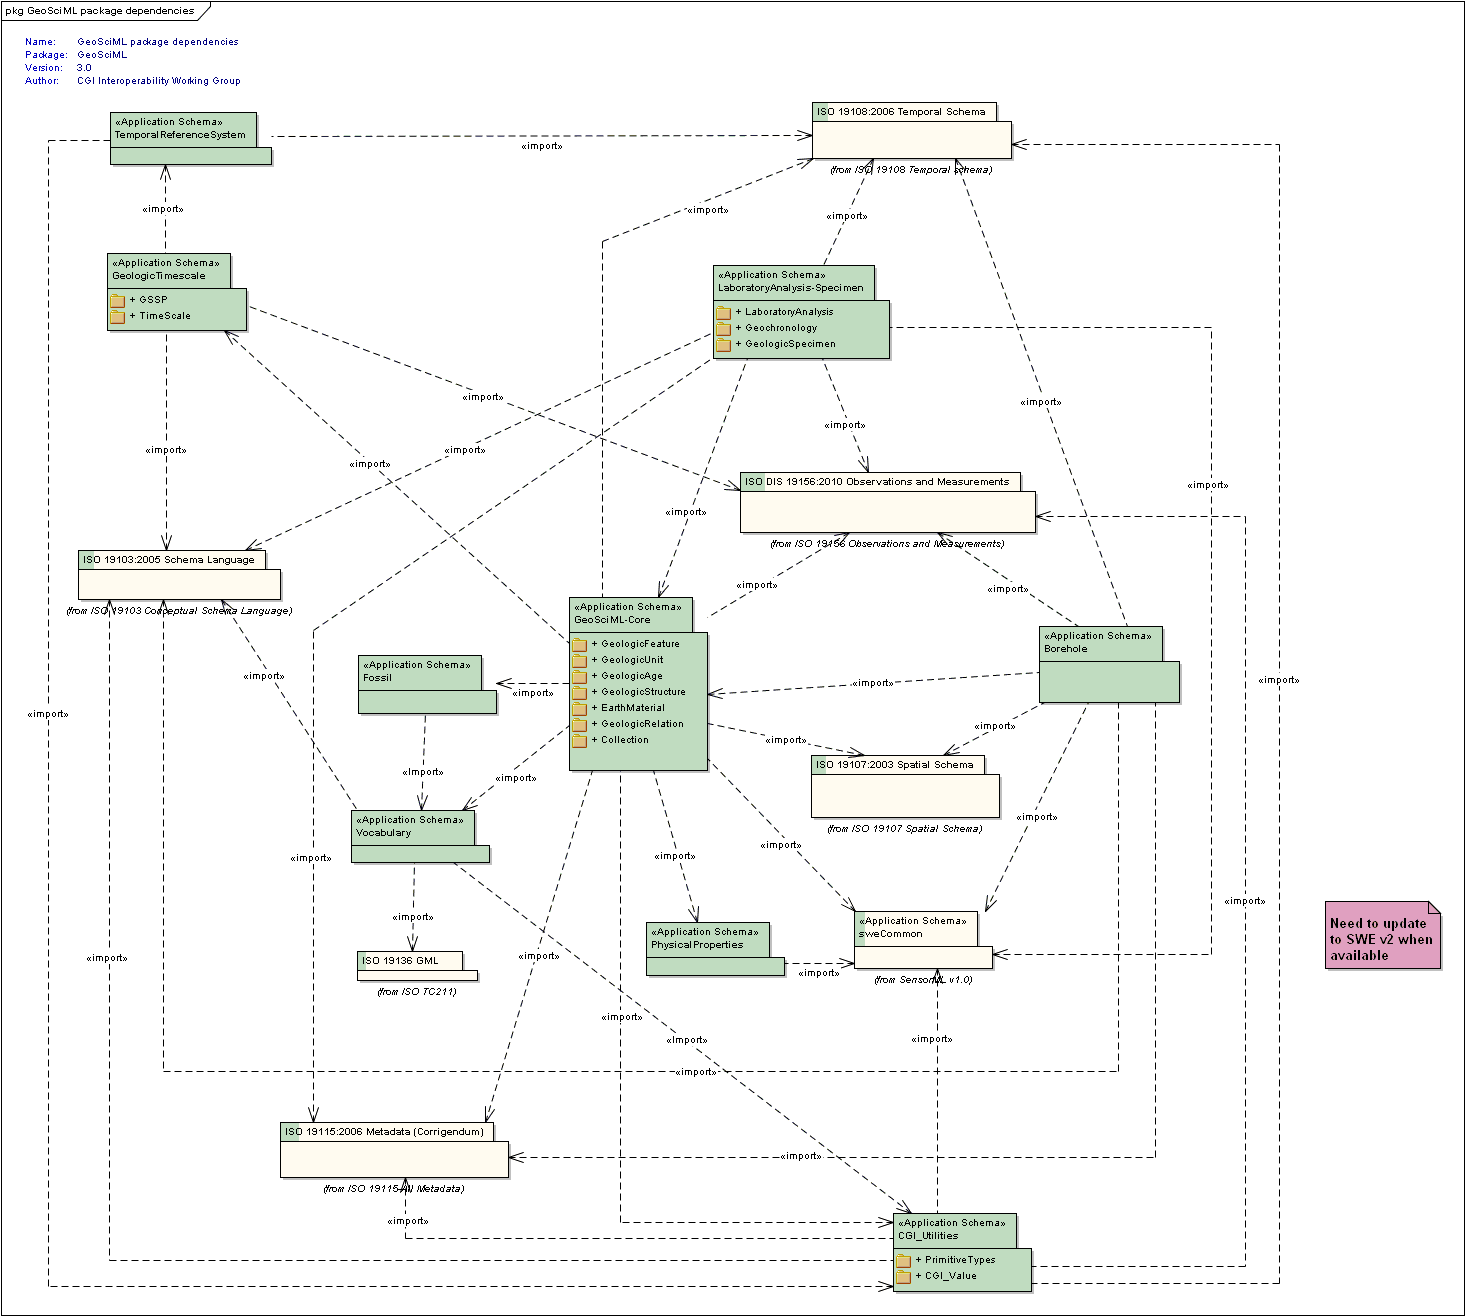 pkg GeoSciML package dependencies
Name: GeoSciML package dependencies
Package: GeoSciML
Version: 3.0
Author: CGI Interoperability Working Group
«Application Schema»
TemporalReferenceSystem
«import»
ISO 19108:2006 Temporal Schema
(from ISO 19108 Temporal schema)
«import»
«import»
«import»
«Application Schema»
GeologicTimescale
+ GSSP
+ TimeScale
«Application Schema»
LaboratoryAnalysis-Specimen
+ LaboratoryAnalysis
+ Geochronology
+ GeologicSpecimen
«import»
«import»
«import»
«import»
«import»
«import»
«import»
«import»
ISO DIS 19156:2010 Observations and Measurements
(from ISO 19156 Observations and Measurements)
«import»
ISO 19103:2005 Schema Language
(from ISO 19103 Conceptual Schema Language)
«import»
«import»
«Application Schema»
GeoSciML-Core
+ GeologicFeature
+ GeologicUnit
+ GeologicAge
+ GeologicStructure
+ EarthMaterial
+ GeologicRelation
+ Collection
«Application Schema»
Borehole
«Application Schema»
Fossil
«import»
«import»
«import»
«import»
«import»
«import»
«import»
ISO 19107:2003 Spatial Schema
(from ISO 19107 Spatial Schema)
«Import»
«import»
«Application Schema»
Vocabulary
«import»
«import»
«import»
«import»
«import»
«import»
«Application Schema»
PhysicalProperties
«Application Schema»
sweCommon
(from SensorML v1.0)
Need to update
to SWE v2 when
available
ISO 19136 GML
(from ISO TC211)
«import»
«import»
«import»
«import»
«Import»
«import»
«import»
ISO 19115:2006 Metadata (Corrigendum)
(from ISO 19115 All Metadata)
«import»
«import»
«Application Schema»
CGI_Utilities
+ PrimitiveTypes
+ CGI_Value